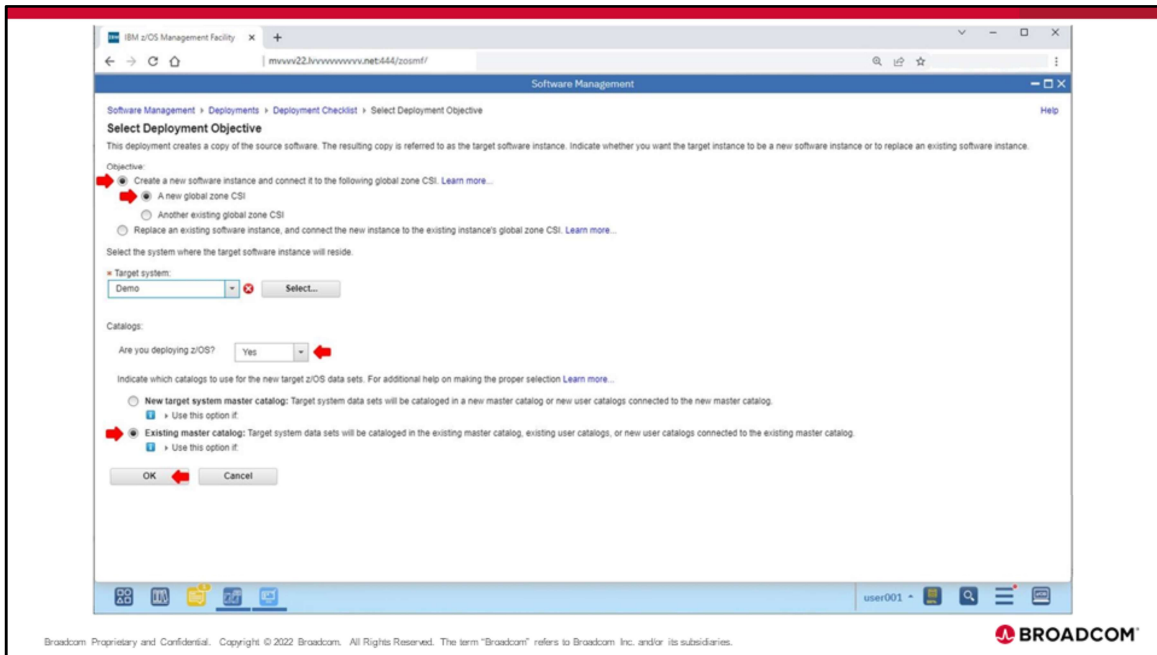 IBM z/OS Management Facility
mvvvv22.lvvvvvvvvvv.net:444/zosmf/
Software Management
Software Management Deployments Deployment Checklist Select Deployment Objective
Help
Select Deployment Objective
This deployment creates a copy of the source software. The resulting copy is referred to as the target software instance. Indicate whether you want the target instance to be a new software instance or to replace an existing software instance.
Objective:
Create a new software instance and connect it to the following global zone CSI. Learn more...
A new global zone CSI
Another existing global zone CSI
Replace an existing software instance, and connect the new instance to the existing instance's global zone CSI. Learn more...
Select the system where the target software instance will reside.
* Target system:
Demo Select...
Catalogs:
Are you deploying z/OS? Yes
Indicate which catalogs to use for the new target z/OS data sets. For additional help on making the proper selection Learn more...
New target system master catalog: Target system data sets will be cataloged in a new master catalog or new user catalogs connected to the new master catalog.
Use this option if:
Existing master catalog: Target system data sets will be cataloged in the existing master catalog, existing user catalogs, or new user catalogs connected to the existing master catalog.
Use this option if:
OK Cancel
user001
Broadcom Proprietary and Confidential. Copyright © 2022 Broadcom. All Rights Reserved. The term "Broadcom" refers to Broadcom Inc. and/or its subsidiaries.
BROADCOM